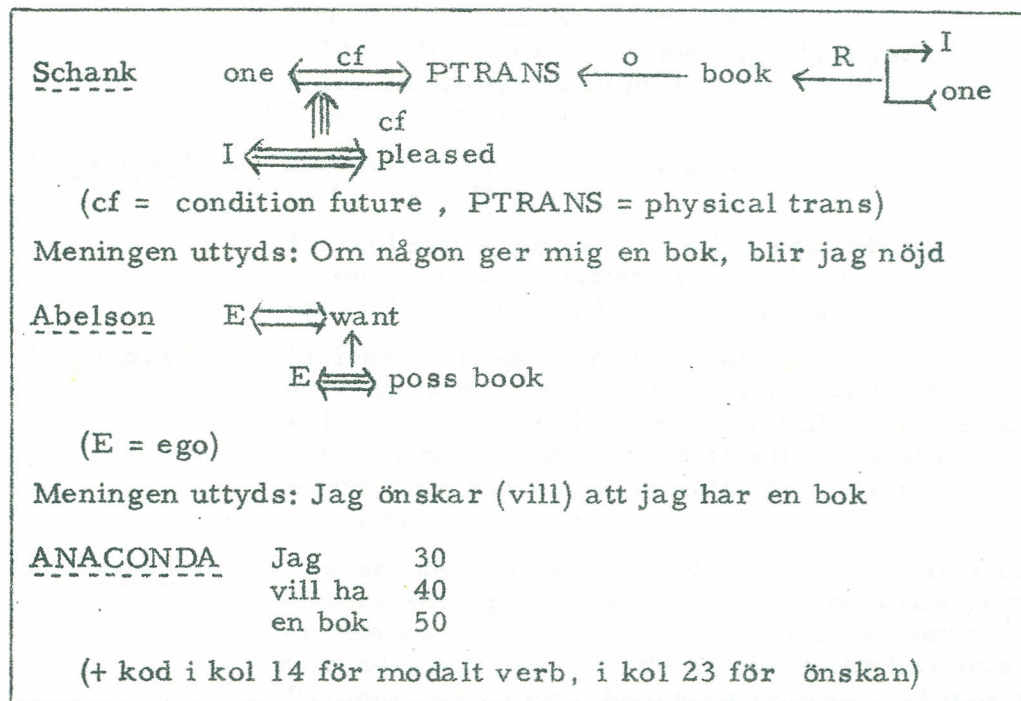 I
Schank one cf PTRANS o book R
one
cf
I pleased
(cf = condition future , PTRANS = physical trans)
Meningen uttyds: Om någon ger mig en bok, blir jag nöjd
Abelson E want
E poss book
(E = ego)
Meningen uttyds: Jag önskar (vill) att jag har en bok
ANACONDA Jag 30
vill ha 40
en bok 50
(+ kod i kol 14 för modalt verb, i kol 23 för önskan)